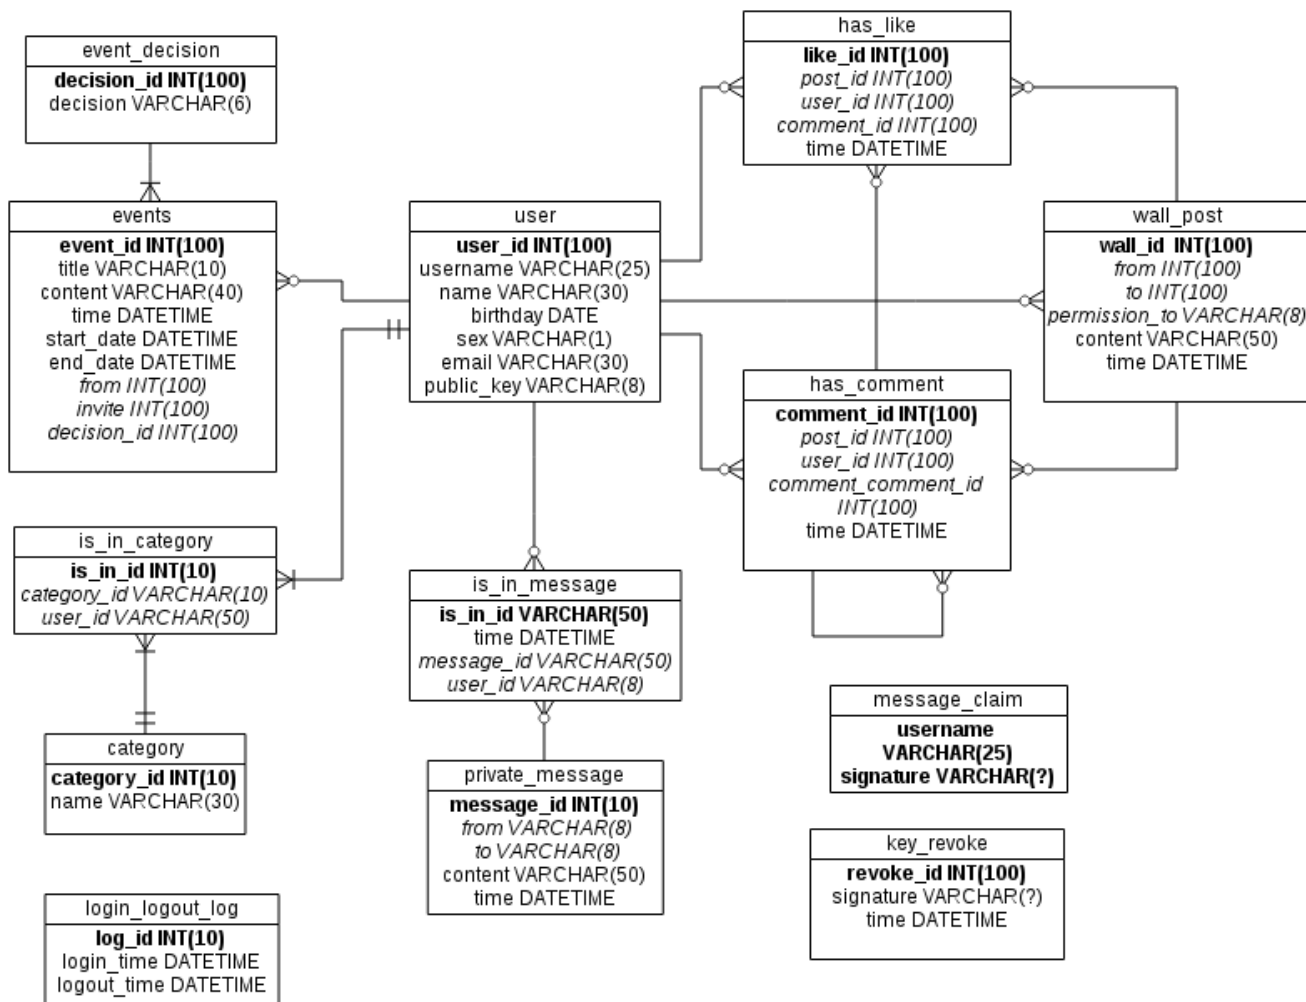 event_decision
decision_id INT(100)
decision VARCHAR(6)
events
event_id INT(100)
title VARCHAR(10)
content VARCHAR(40)
time DATETIME
start_date DATETIME
end_date DATETIME
from INT(100)
invite INT(100)
decision_id INT(100)
is_in_category
is_in_id INT(10)
category_id VARCHAR(10)
user_id VARCHAR(50)
category
category_id INT(10)
name VARCHAR(30)
login_logout_log
log_id INT(10)
login_time DATETIME
logout_time DATETIME
user
user_id INT(100)
username VARCHAR(25)
name VARCHAR(30)
birthday DATE
sex VARCHAR(1)
email VARCHAR(30)
public_key VARCHAR(8)
is_in_message
is_in_id VARCHAR(50)
time DATETIME
message_id VARCHAR(50)
user_id VARCHAR(8)
private_message
message_id INT(10)
from VARCHAR(8)
to VARCHAR(8)
content VARCHAR(50)
time DATETIME
has_like
like_id INT(100)
post_id INT(100)
user_id INT(100)
comment_id INT(100)
time DATETIME
has_comment
comment_id INT(100)
post_id INT(100)
user_id INT(100)
comment_comment_id
INT(100)
time DATETIME
wall_post
wall_id INT(100)
from INT(100)
to INT(100)
permission_to VARCHAR(8)
content VARCHAR(50)
time DATETIME
message_claim
username
VARCHAR(25)
signature VARCHAR(?)
key_revoke
revoke_id INT(100)
signature VARCHAR(?)
time DATETIME